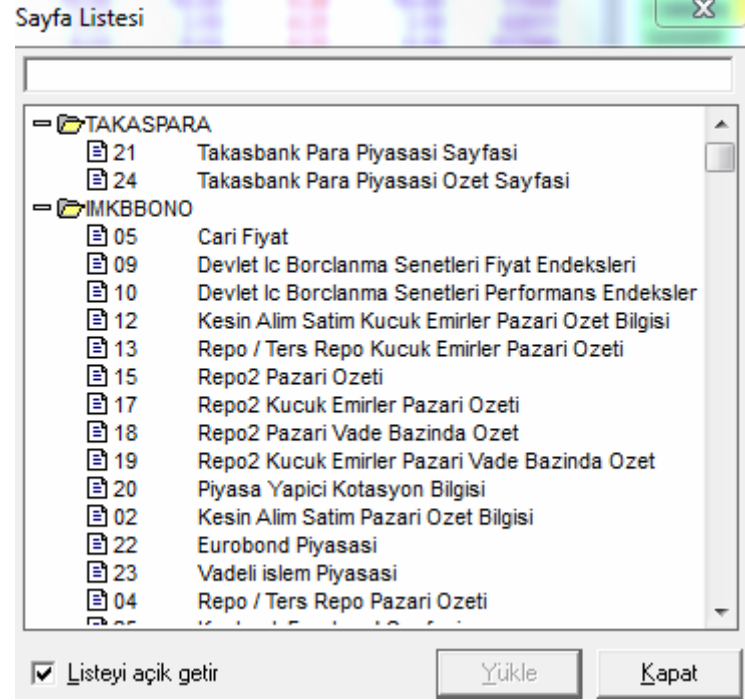 Sayfa Listesi
TAKASPARA
21 Takasbank Para Piyasasi Sayfasi
24 Takasbank Para Piyasasi Ozet Sayfasi
IMKBBONO
05 Cari Fiyat
09 Devlet Ic Borclanma Senetleri Fiyat Endeksleri
10 Devlet Ic Borclanma Senetleri Performans Endeksler
12 Kesin Alim Satim Kucuk Emirler Pazari Ozet Bilgisi
13 Repo / Ters Repo Kucuk Emirler Pazari Ozeti
15 Repo2 Pazari Ozeti
17 Repo2 Kucuk Emirler Pazari Ozeti
18 Repo2 Pazari Vade Bazinda Ozet
19 Repo2 Kucuk Emirler Pazari Vade Bazinda Ozet
20 Piyasa Yapici Kotasyon Bilgisi
02 Kesin Alim Satim Pazari Ozet Bilgisi
22 Eurobond Piyasasi
23 Vadeli islem Piyasasi
04 Repo / Ters Repo Pazari Ozeti
Listeyi açik getir
Yükle
Kapat